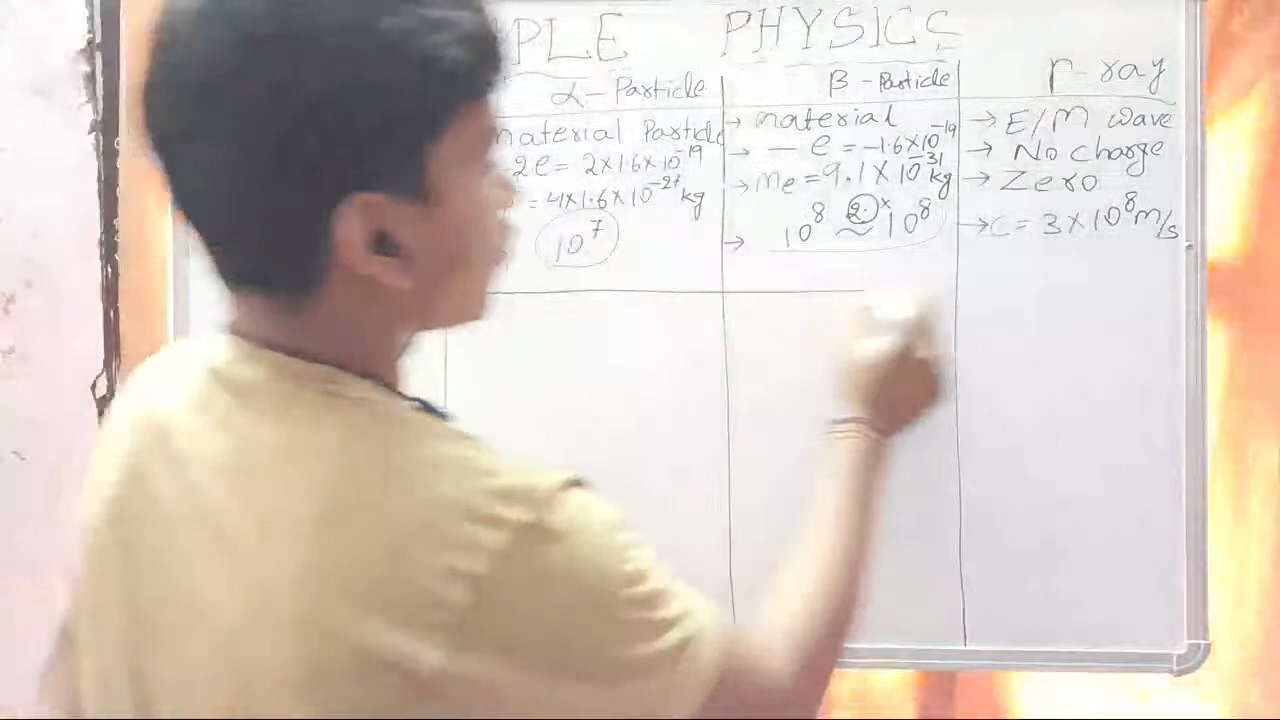 PLE PHYSICS
α-Particle β-Particle γ-ray
material Particle → material → E/M wave
2e = 2×1.6×10⁻¹⁹ → -e = -1.6×10⁻¹⁹ → No charge
= 4×1.6×10⁻²⁷ kg → me = 9.1×10⁻³¹ kg → Zero
10⁷ → 10⁸ 2·× 10⁸ → C = 3×10⁸ m/s